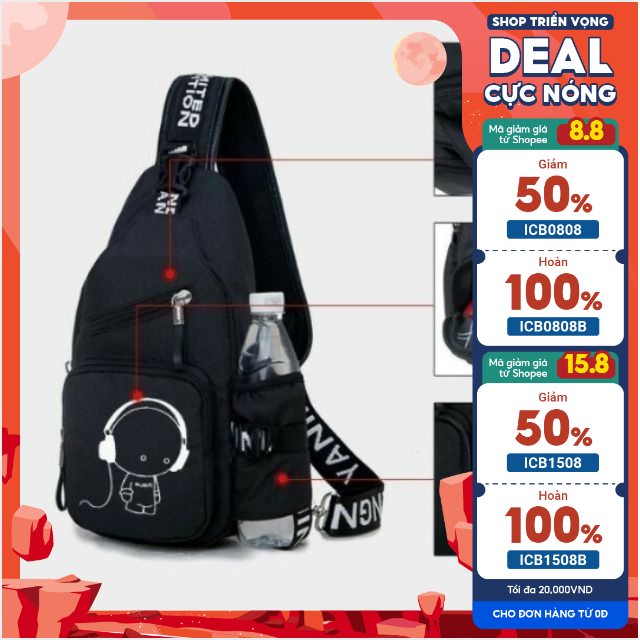 SHOP TRIỂN VỌNG
DEAL
CỰC NÓNG
Mã giảm giá
từ Shopee
8.8
Giảm
50%
ICB0808
Hoàn
100%
ICB0808B
Mã giảm giá
từ Shopee
15.8
Giảm
50%
ICB1508
Hoàn
100%
ICB1508B
Tối đa 20,000VND
CHO ĐƠN HÀNG TỪ 0Đ
MUSIC